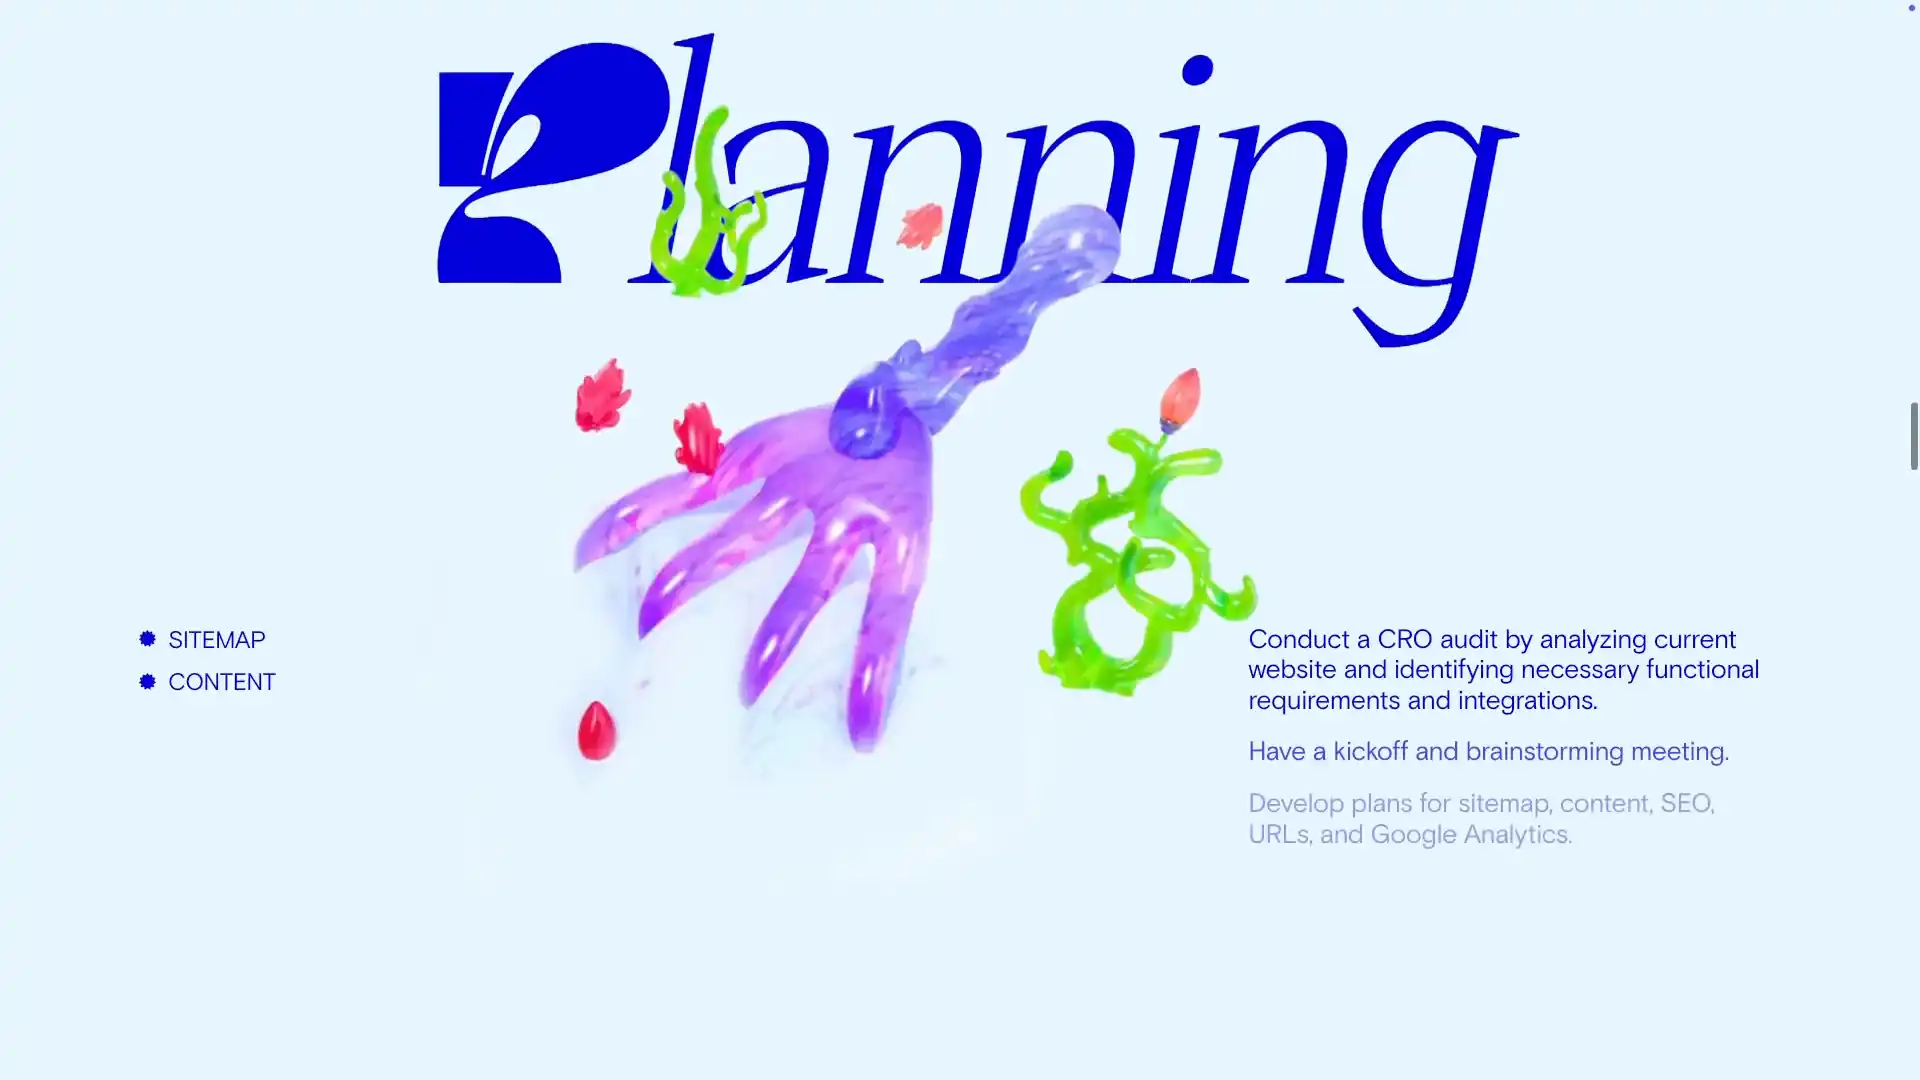 Planning
SITEMAP
CONTENT
Conduct a CRO audit by analyzing current
website and identifying necessary functional
requirements and integrations.
Have a kickoff and brainstorming meeting.
Develop plans for sitemap, content, SEO,
URLs, and Google Analytics.